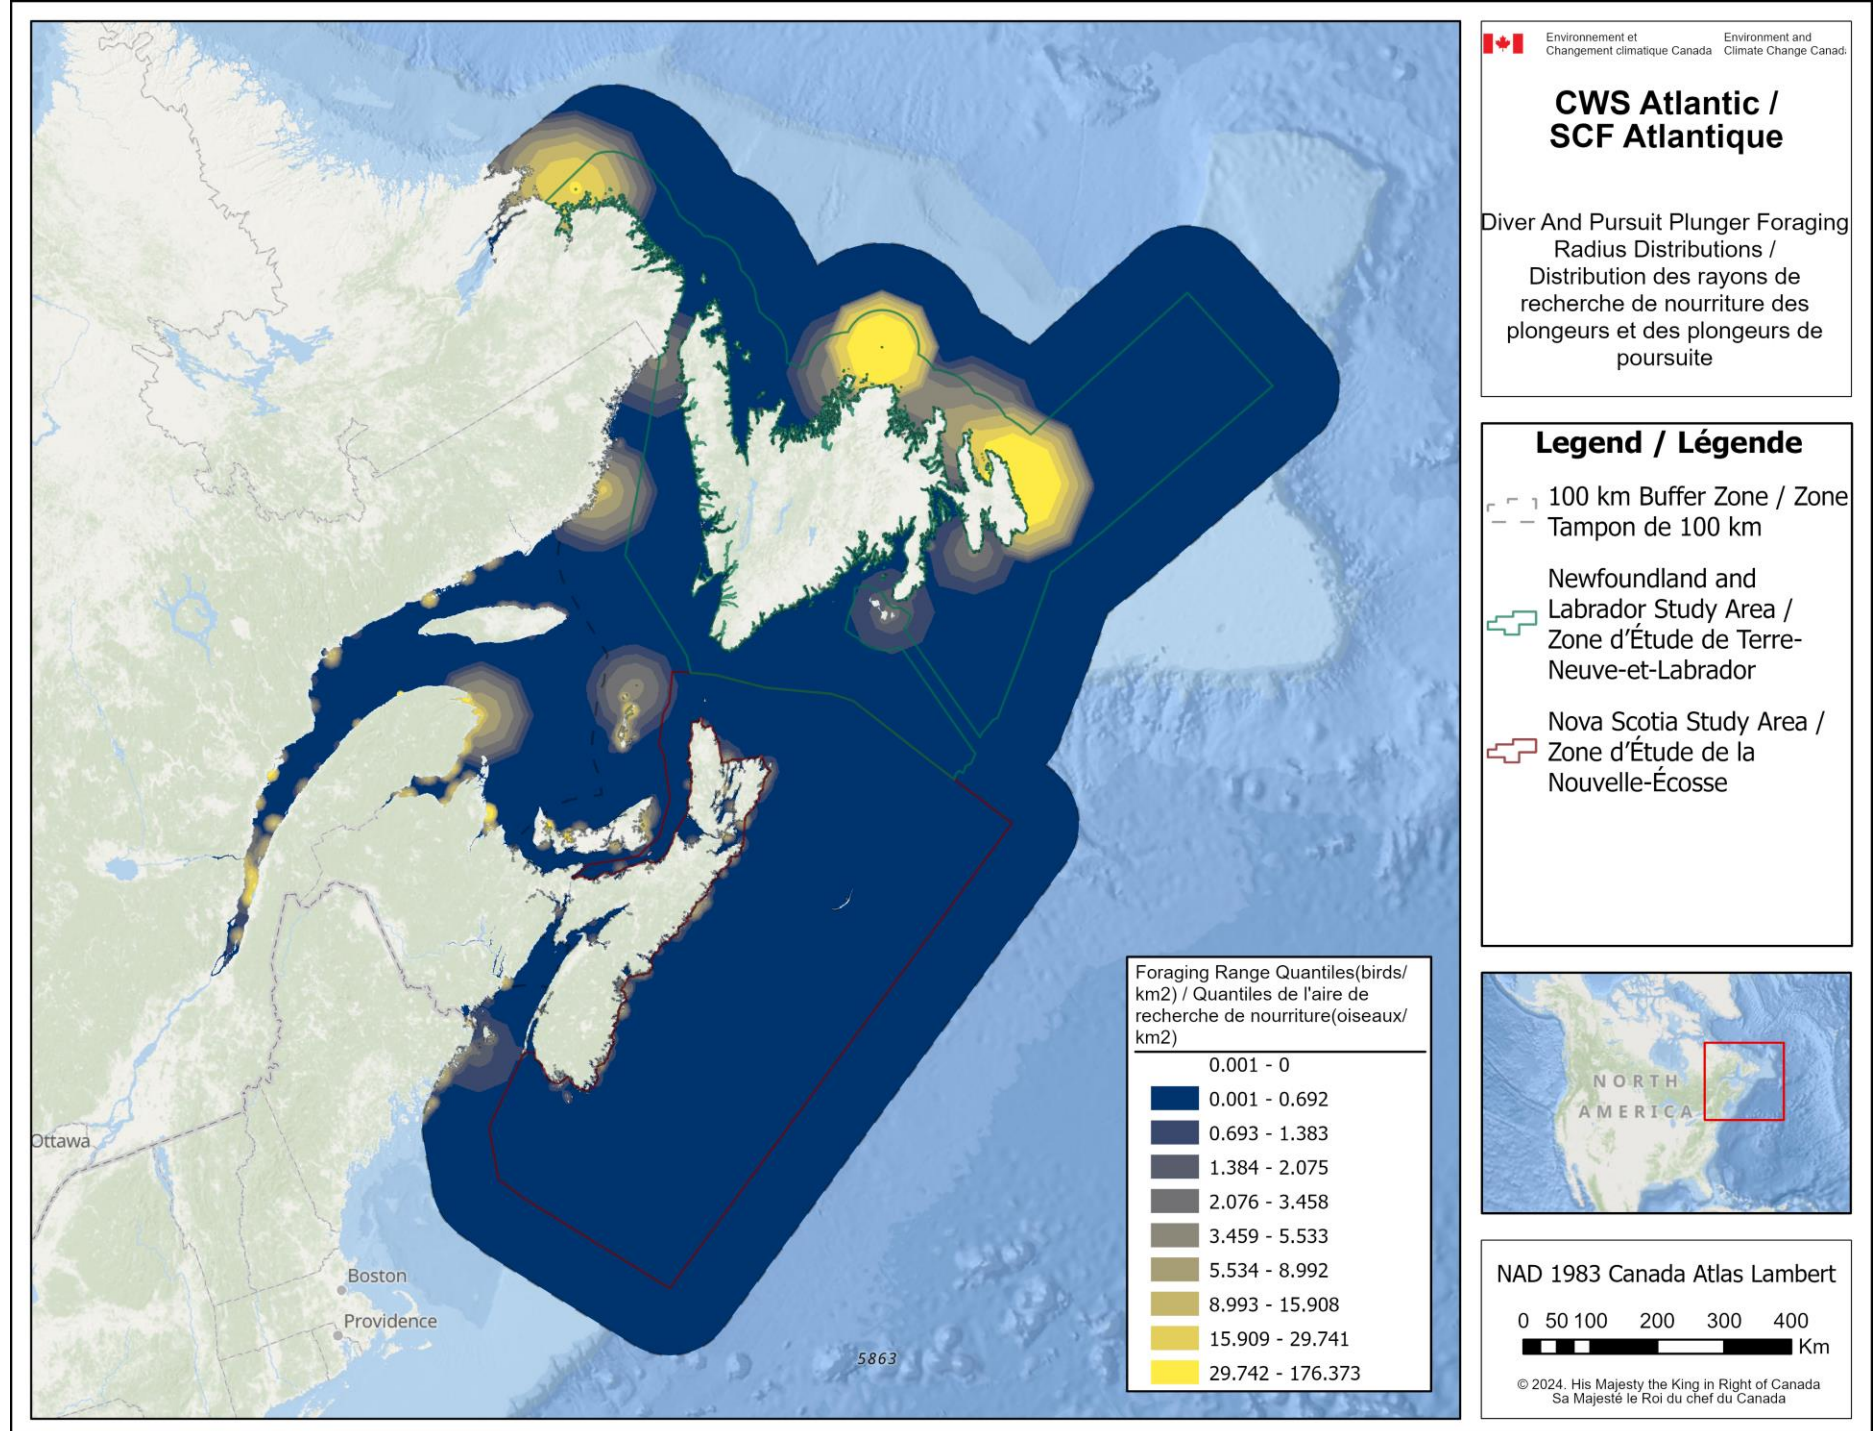 Environnement et
Changement climatique Canada
Environment and
Climate Change Canada
CWS Atlantic /
SCF Atlantique
Diver And Pursuit Plunger Foraging
Radius Distributions /
Distribution des rayons de
recherche de nourriture des
plongeurs et des plongeurs de
poursuite
Legend / Légende
100 km Buffer Zone / Zone
Tampon de 100 km
Newfoundland and
Labrador Study Area /
Zone d'Étude de Terre-
Neuve-et-Labrador
Nova Scotia Study Area /
Zone d'Étude de la
Nouvelle-Écosse
Foraging Range Quantiles(birds/
km2) / Quantiles de l'aire de
recherche de nourriture(oiseaux/
km2)
0.001 - 0
0.001 - 0.692
0.693 - 1.383
1.384 - 2.075
2.076 - 3.458
3.459 - 5.533
5.534 - 8.992
8.993 - 15.908
15.909 - 29.741
29.742 - 176.373
Ottawa
Boston
Providence
5863
NORTH
AMERICA
NAD 1983 Canada Atlas Lambert
0 50 100 200 300 400
Km
© 2024. His Majesty the King in Right of Canada
Sa Majesté le Roi du chef du Canada